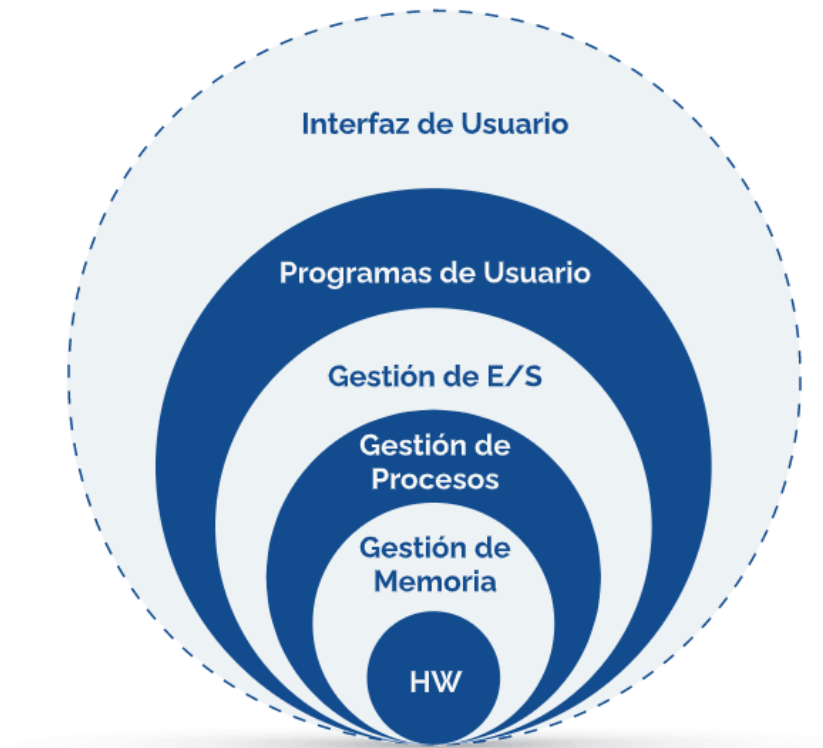 Interfaz de Usuario
Programas de Usuario
Gestión de E/S
Gestión de
Procesos
Gestión de
Memoria
HW